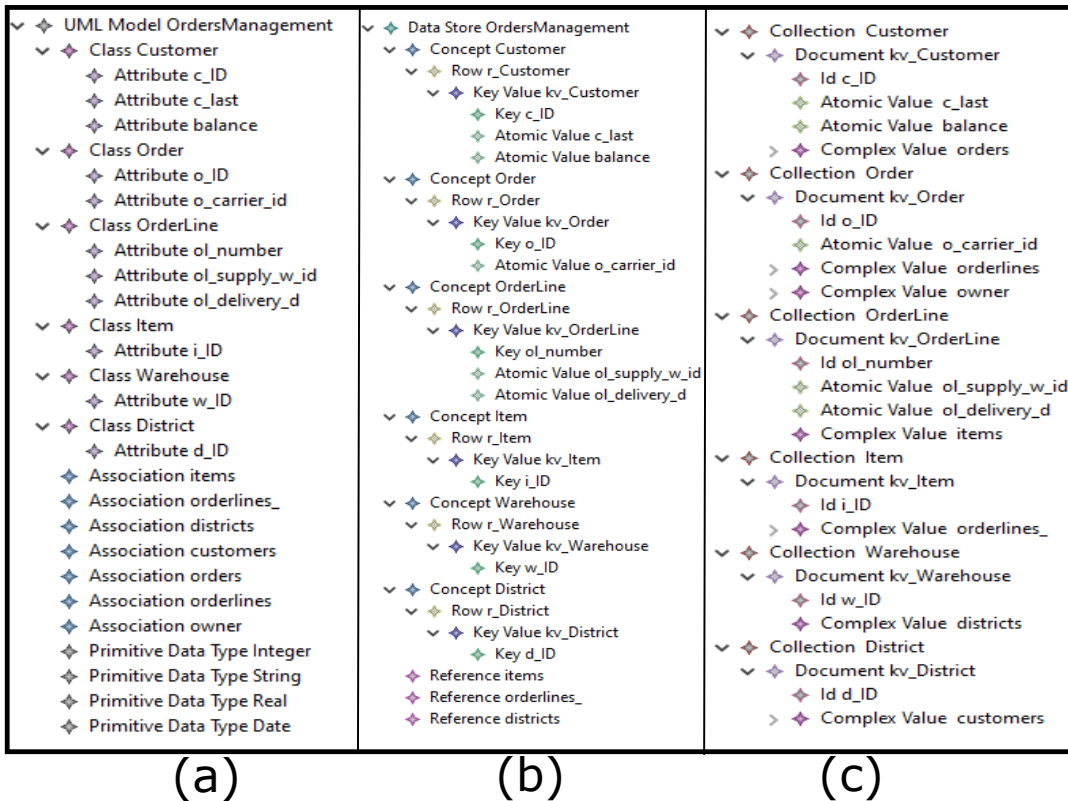 UML Model OrdersManagement
Class Customer
Attribute c_ID
Attribute c_last
Attribute balance
Class Order
Attribute o_ID
Attribute o_carrier_id
Class OrderLine
Attribute ol_number
Attribute ol_supply_w_id
Attribute ol_delivery_d
Class Item
Attribute i_ID
Class Warehouse
Attribute w_ID
Class District
Attribute d_ID
Association items
Association orderlines_
Association districts
Association customers
Association orders
Association orderlines
Association owner
Primitive Data Type Integer
Primitive Data Type String
Primitive Data Type Real
Primitive Data Type Date
(a)
Data Store OrdersManagement
Concept Customer
Row r_Customer
Key Value kv_Customer
Key c_ID
Atomic Value c_last
Atomic Value balance
Concept Order
Row r_Order
Key Value kv_Order
Key o_ID
Atomic Value o_carrier_id
Concept OrderLine
Row r_OrderLine
Key Value kv_OrderLine
Key ol_number
Atomic Value ol_supply_w_id
Atomic Value ol_delivery_d
Concept Item
Row r_Item
Key Value kv_Item
Key i_ID
Concept Warehouse
Row r_Warehouse
Key Value kv_Warehouse
Key w_ID
Concept District
Row r_District
Key Value kv_District
Key d_ID
Reference items
Reference orderlines_
Reference districts
(b)
Collection Customer
Document kv_Customer
Id c_ID
Atomic Value c_last
Atomic Value balance
Complex Value orders
Collection Order
Document kv_Order
Id o_ID
Atomic Value o_carrier_id
Complex Value orderlines
Complex Value owner
Collection OrderLine
Document kv_OrderLine
Id ol_number
Atomic Value ol_supply_w_id
Atomic Value ol_delivery_d
Complex Value items
Collection Item
Document kv_Item
Id i_ID
Complex Value orderlines_
Collection Warehouse
Document kv_Warehouse
Id w_ID
Complex Value districts
Collection District
Document kv_District
Id d_ID
Complex Value customers
(c)